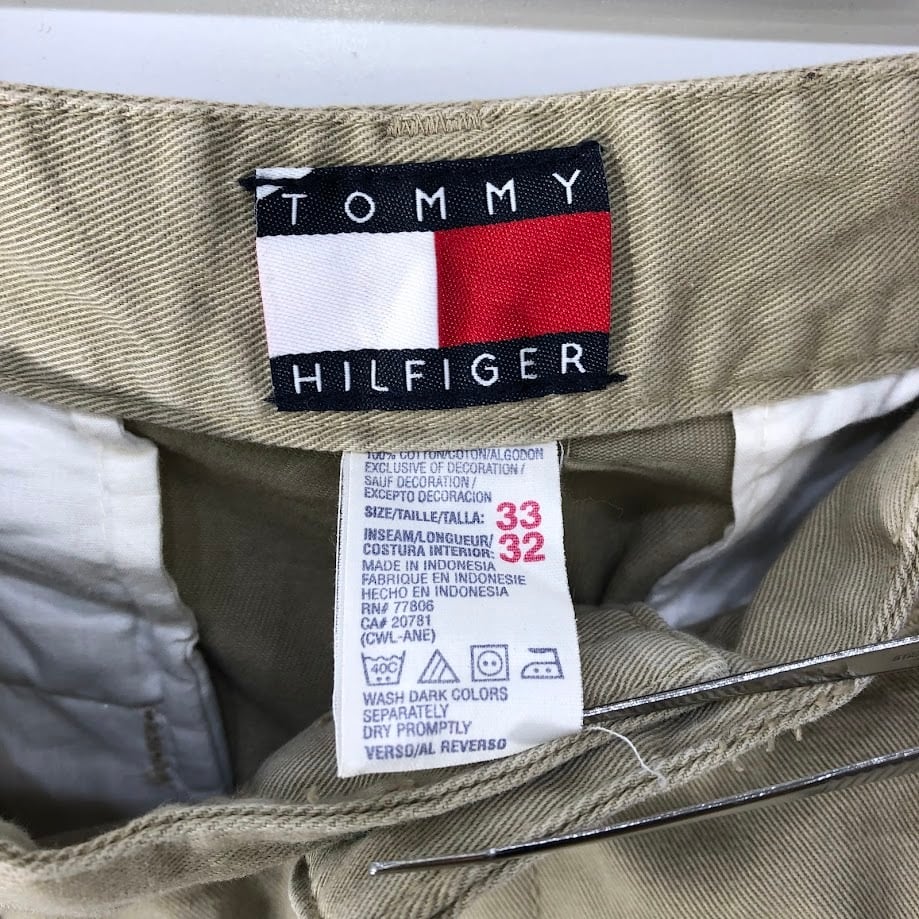 TOMMY
HILFIGER
100% COTTON/COTON/ALGODON
EXCLUSIVE OF DECORATION/
SAUF DECORATION/
EXCEPTO DECORACION
SIZE/TAILLE/TALLA: 33
INSEAM/LONGUEUR/
COSTURA INTERIOR: 32
MADE IN INDONESIA
FABRIQUE EN INDONESIE
HECHO EN INDONESIA
RN# 77806
CA# 20781
(CWL-ANE)
40C
WASH DARK COLORS
SEPARATELY
DRY PROMPTLY
VERSO/AL REVERSO